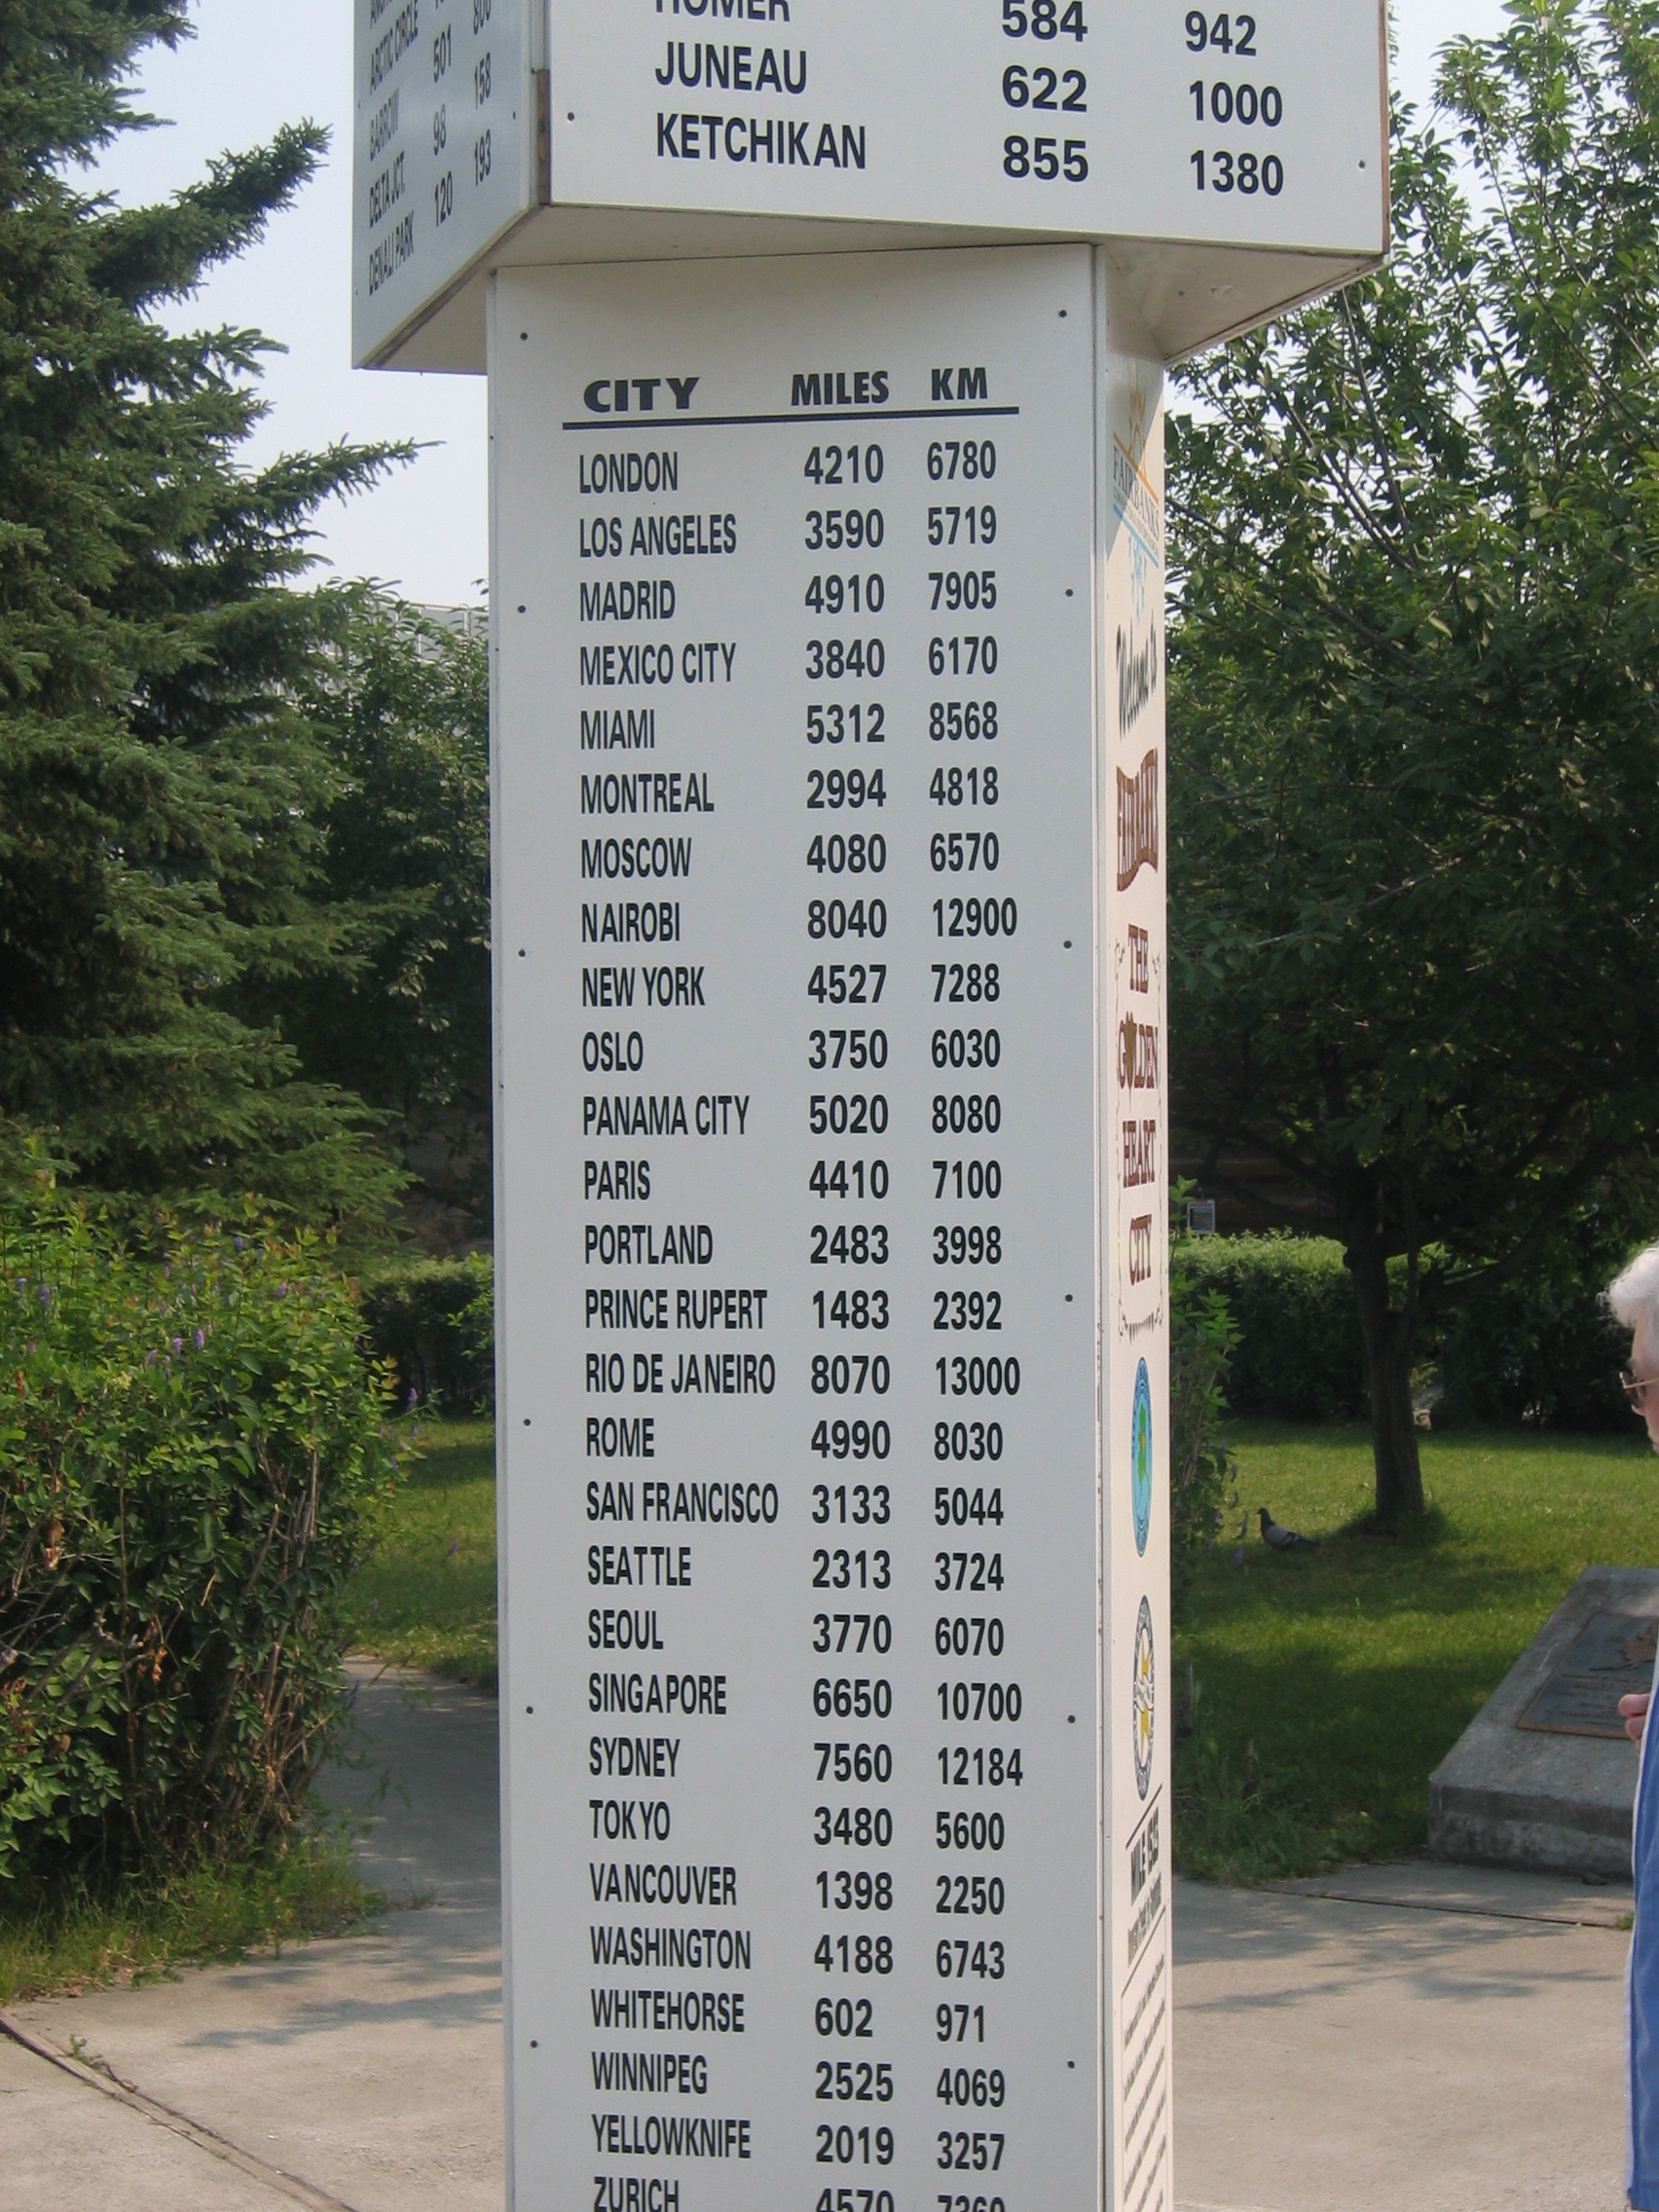 ARCTIC CIRCLE
BARROW 501 806
DELTA JCT. 98 158
DENALI PARK 120 193
HOMER 584 942
JUNEAU 622 1000
KETCHIKAN 855 1380
CITY MILES KM
LONDON 4210 6780
LOS ANGELES 3590 5719
MADRID 4910 7905
MEXICO CITY 3840 6170
MIAMI 5312 8568
MONTREAL 2994 4818
MOSCOW 4080 6570
NAIROBI 8040 12900
NEW YORK 4527 7288
OSLO 3750 6030
PANAMA CITY 5020 8080
PARIS 4410 7100
PORTLAND 2483 3998
PRINCE RUPERT 1483 2392
RIO DE JANEIRO 8070 13000
ROME 4990 8030
SAN FRANCISCO 3133 5044
SEATTLE 2313 3724
SEOUL 3770 6070
SINGAPORE 6650 10700
SYDNEY 7560 12184
TOKYO 3480 5600
VANCOUVER 1398 2250
WASHINGTON 4188 6743
WHITEHORSE 602 971
WINNIPEG 2525 4069
YELLOWKNIFE 2019 3257
ZURICH 4570 7360
FAIRBANKS
Welcome to
FAIRBANKS
THE
GOLDEN
HEART
CITY